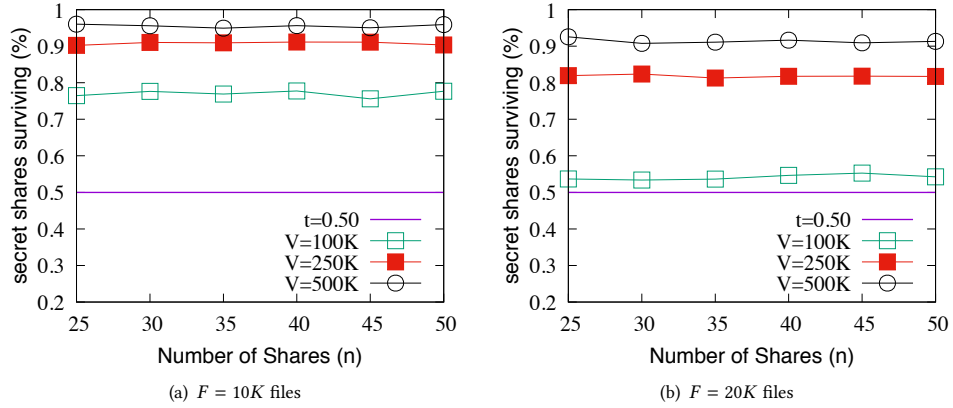 secret shares surviving (%)
1
0.9
0.8
0.7
0.6
0.5
0.4
0.3
0.2
t=0.50
V=100K
V=250K
V=500K
25 30 35 40 45 50
Number of Shares (n)
(a) F = 10K files
secret shares surviving (%)
1
0.9
0.8
0.7
0.6
0.5
0.4
0.3
0.2
t=0.50
V=100K
V=250K
V=500K
25 30 35 40 45 50
Number of Shares (n)
(b) F = 20K files